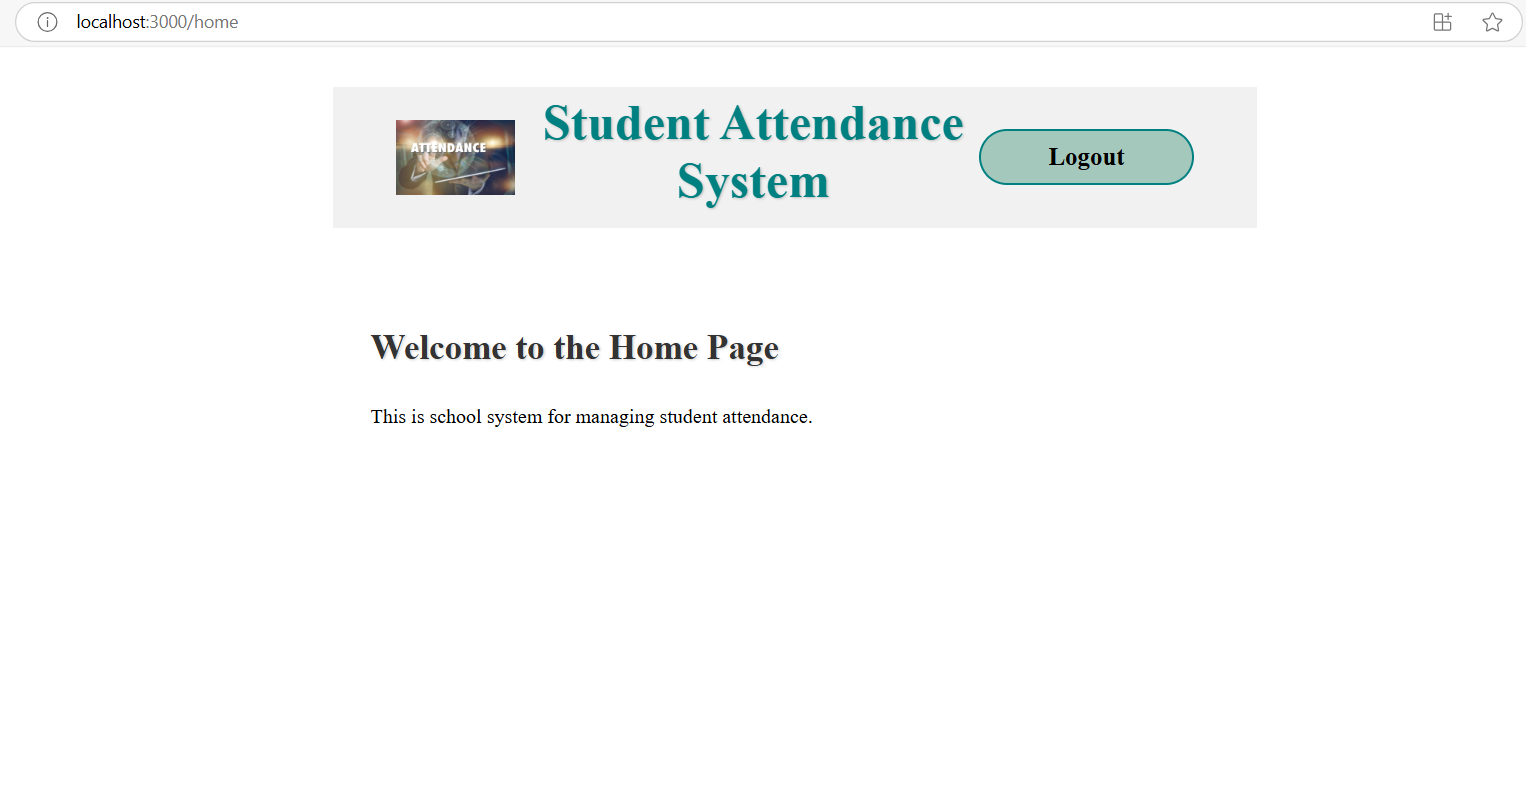 localhost:3000/home
ATTENDANCE
Student Attendance
System
Logout
Welcome to the Home Page
This is school system for managing student attendance.